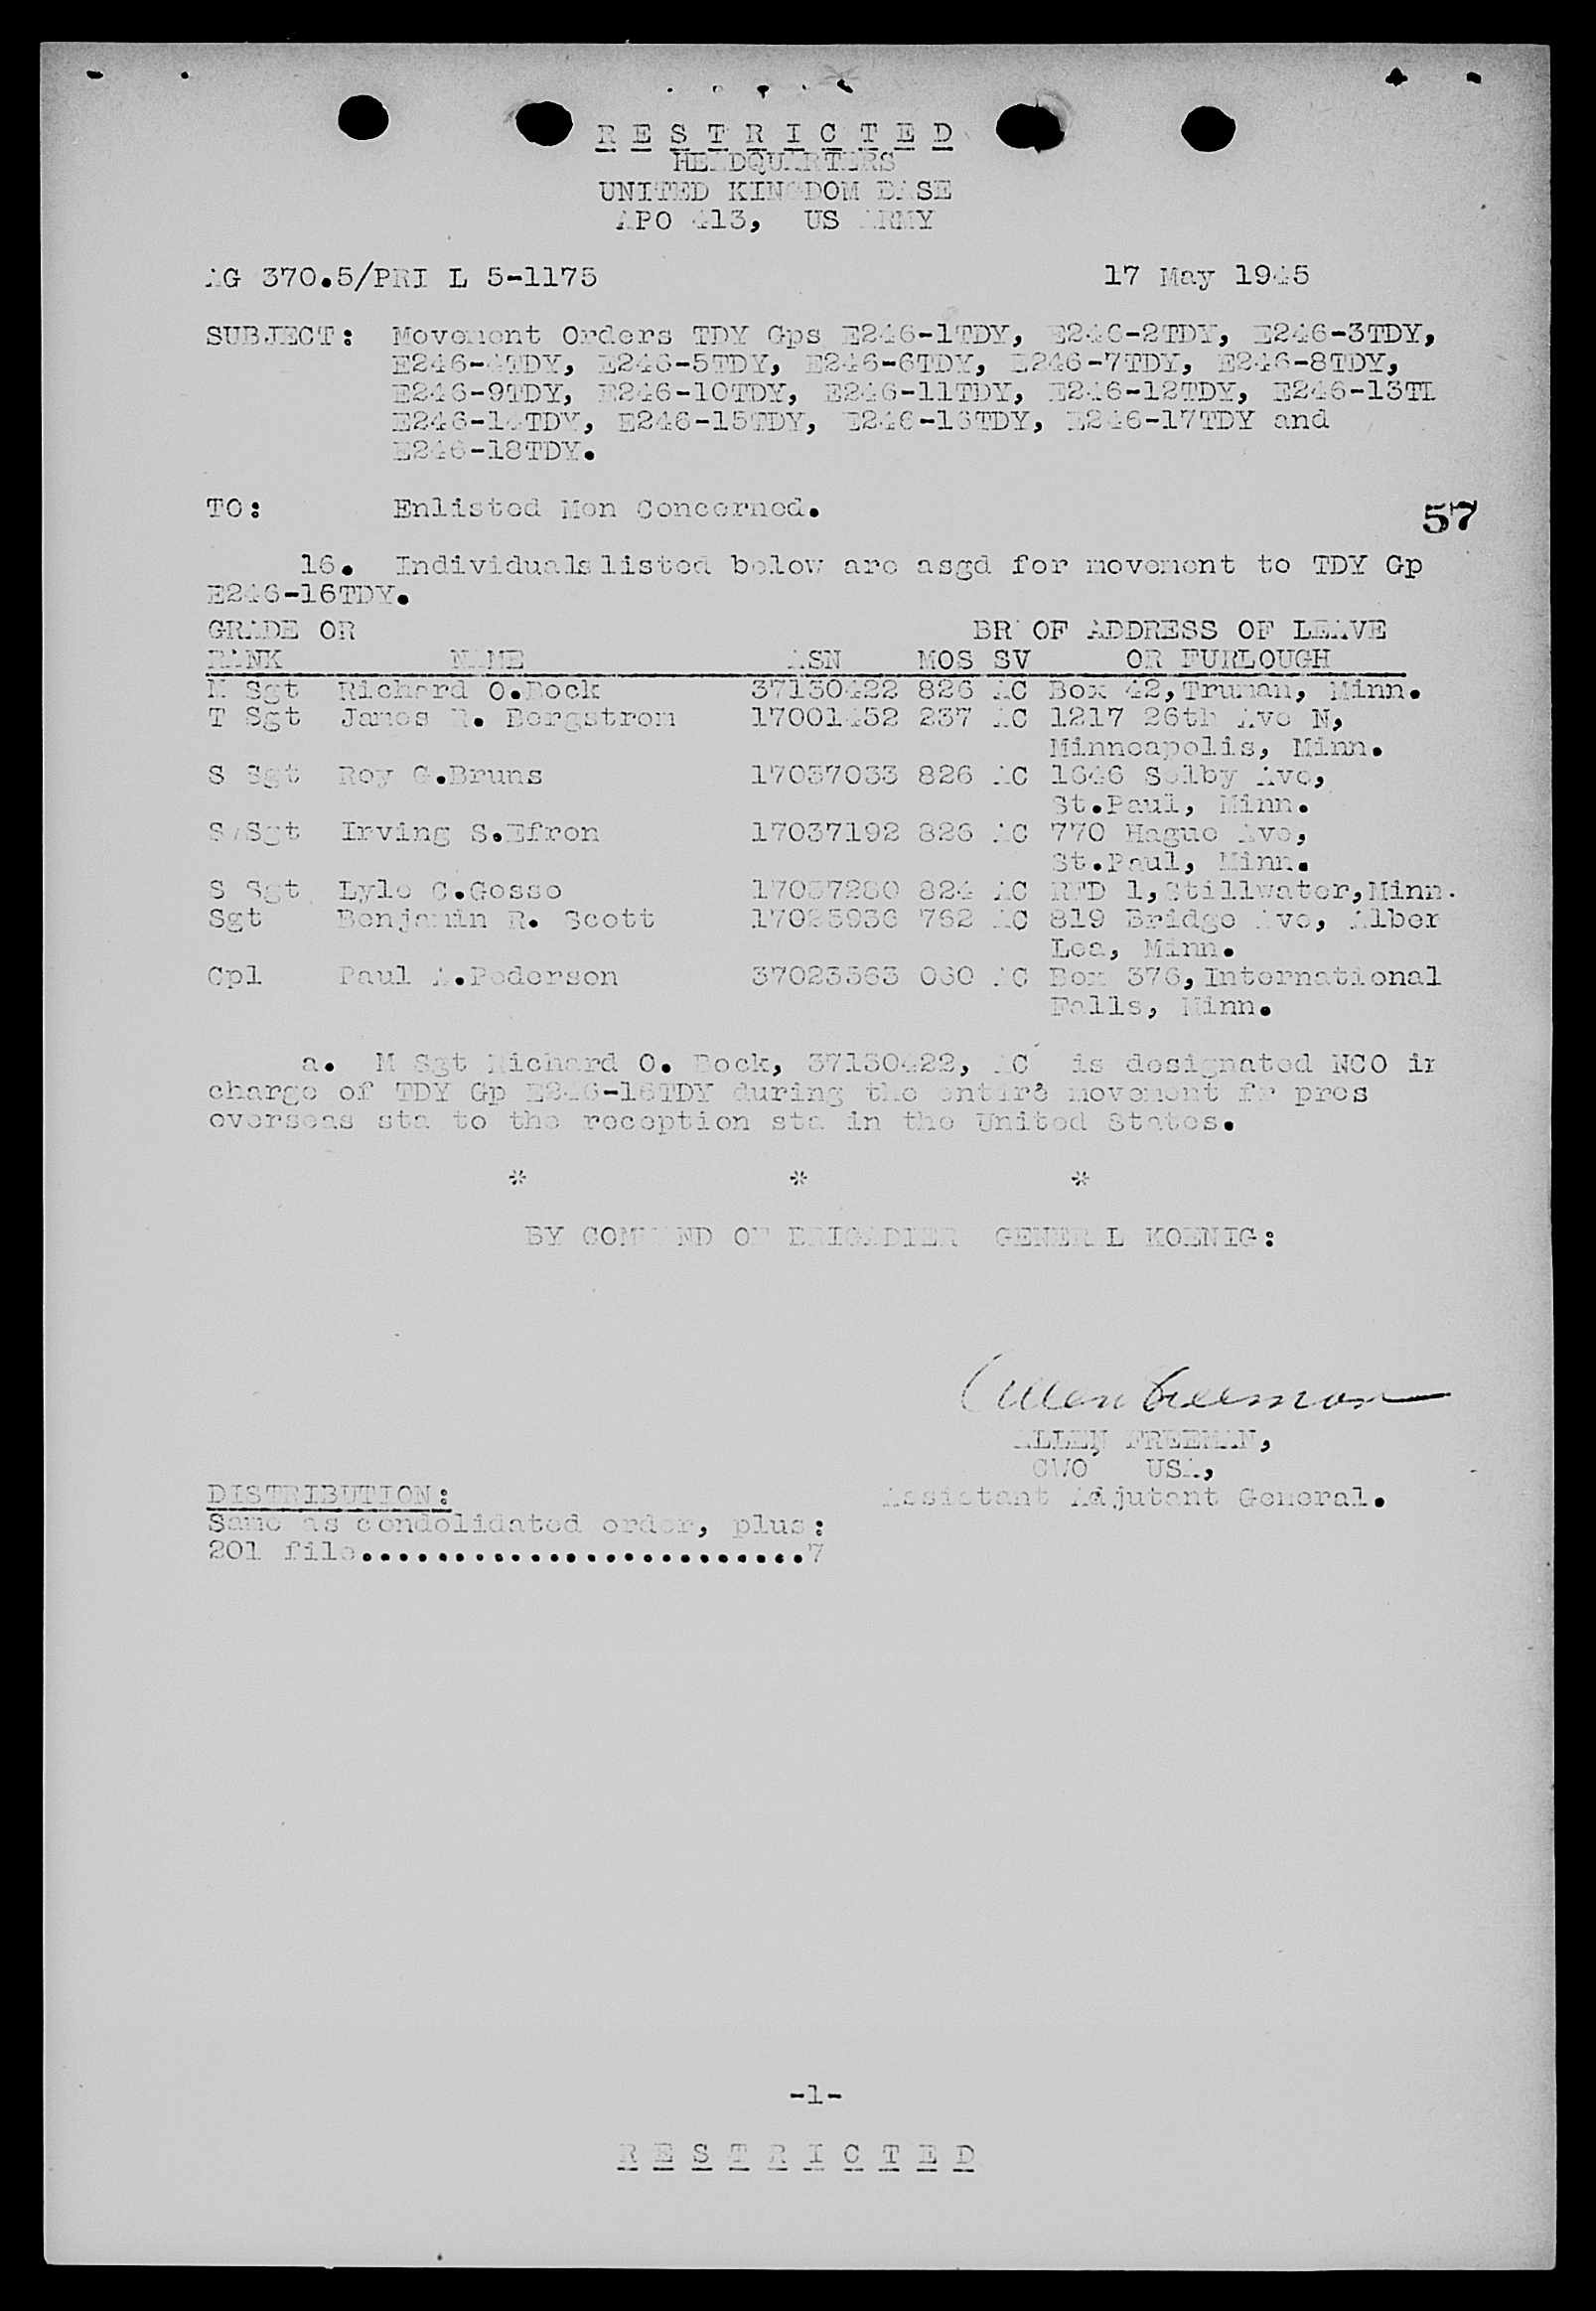 R E S T R I C T E D
HEADQUARTERS
UNITED KINGDOM BASE
APO 413, US ARMY
AG 370.5/PRI L 5-1175 17 May 1945
SUBJECT: Movement Orders TDY Gps E246-1TDY, E246-2TDY, E246-3TDY,
E246-4TDY, E246-5TDY, E246-6TDY, E246-7TDY, E246-8TDY,
E246-9TDY, E246-10TDY, E246-11TDY, E246-12TDY, E246-13TD
E246-14TDY, E246-15TDY, E246-16TDY, E246-17TDY and
E246-18TDY.
TO: Enlisted Men Concerned.
57
16. Individuals listed below are asgd for movement to TDY Gp
E246-16TDY.
GRADE OR BR OF ADDRESS OF LEAVE
RANK NAME ASN MOS SV OR FURLOUGH
M Sgt Richard O.Bock 37130422 826 AC Box 42,Truman, Minn.
T Sgt James Bergstrom 17001452 237 AC 1217 26th Ave N,
Minneapolis, Minn.
S Sgt Roy G.Bruns 17037033 826 AC 1646 Selby Ave,
St.Paul, Minn.
S/Sgt Irving S.Efron 17037192 826 AC 770 Hague Ave,
St.Paul, Minn.
S Sgt Lyle C.Gosso 17037280 824 AC RFD 1,Stillwater,Minn.
Sgt Benjamin R. Scott 762 AC 819 Bridge Ave, Alber
Lea, Minn.
Cpl Paul A.Pederson 37023563 060 AC Box 376,International
Falls, Minn.
a. M Sgt Richard O. Bock, 37130422, AC is designated NCO in
charge of TDY Gp E246-16TDY during the entire movement fr pres
overseas sta to the reception sta in the United States.
* * *
BY COMMAND OF BRIGADIER GENERAL KOENIG:
Allen Freeman
ALLEN FREEMAN,
CWO USA,
Assistant Adjutant General.
DISTRIBUTION:
Same as condolidated order, plus:
201 file........................7
-1-
R E S T R I C T E D